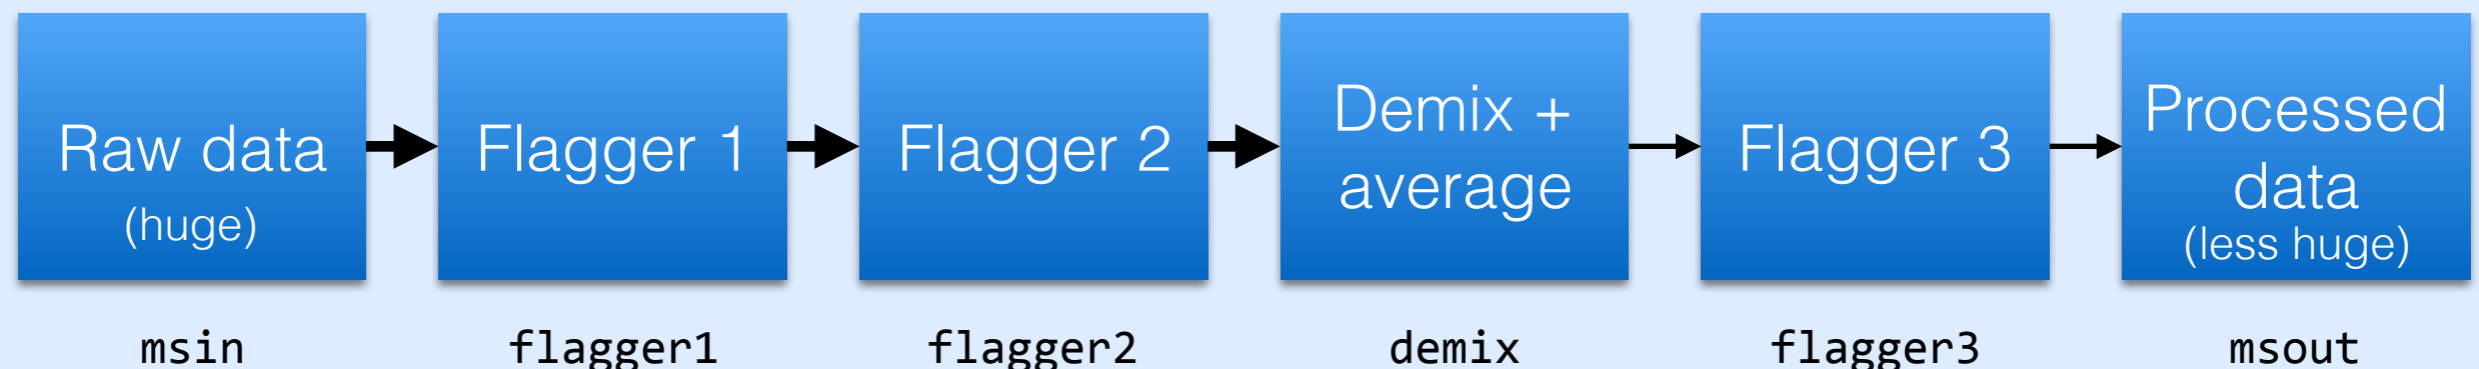 Raw data
(huge)
Flagger 1
Flagger 2
Demix +
average
Flagger 3
Processed
data
(less huge)
msin
flagger1
flagger2
demix
flagger3
msout